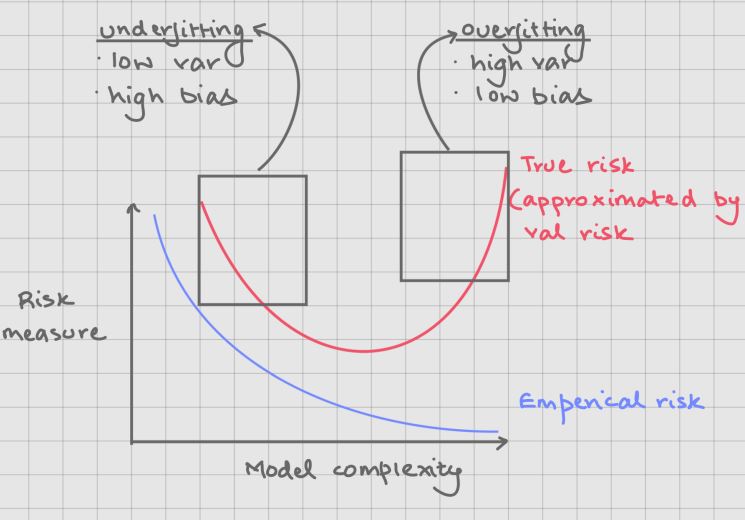 underfitting
· low var
· high bias
overfitting
· high var
· low bias
True risk
(approximated by
val risk
Risk
measure
Emperical risk
Model complexity